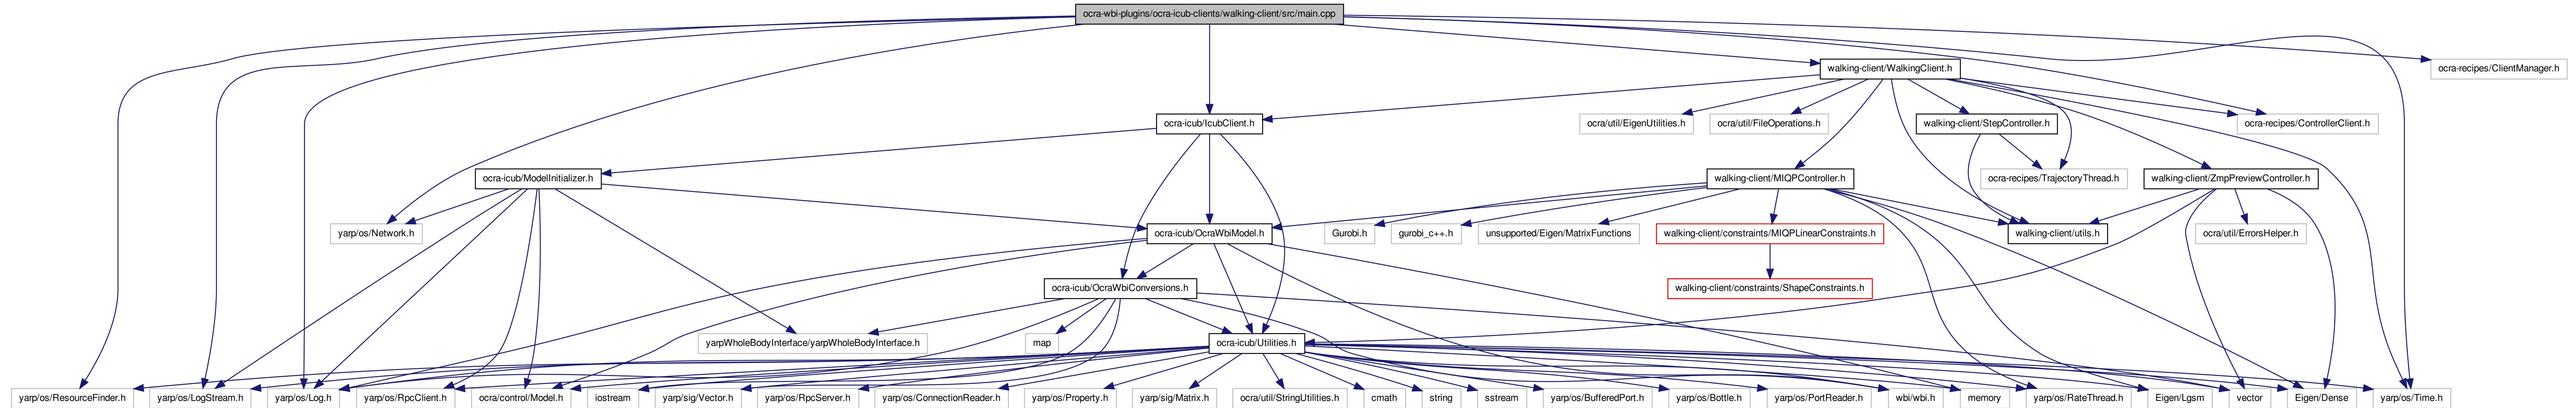 ocra-wbi-plugins/ocra-icub-clients/walking-client/src/main.cpp
walking-client/WalkingClient.h
ocra-recipes/ClientManager.h
ocra-icub/IcubClient.h
ocra/util/EigenUtilities.h
ocra/util/FileOperations.h
walking-client/StepController.h
ocra-recipes/ControllerClient.h
ocra-icub/ModelInitializer.h
walking-client/MIQPController.h
ocra-recipes/TrajectoryThread.h
walking-client/ZmpPreviewController.h
yarp/os/Network.h
ocra-icub/OcraWbiModel.h
Gurobi.h
gurobi_c++.h
unsupported/Eigen/MatrixFunctions
walking-client/constraints/MIQPLinearConstraints.h
walking-client/utils.h
ocra/util/ErrorsHelper.h
ocra-icub/OcraWbiConversions.h
walking-client/constraints/ShapeConstraints.h
yarpWholeBodyInterface/yarpWholeBodyInterface.h
map
ocra-icub/Utilities.h
yarp/os/ResourceFinder.h
yarp/os/LogStream.h
yarp/os/Log.h
yarp/os/RpcClient.h
ocra/control/Model.h
iostream
yarp/sig/Vector.h
yarp/os/RpcServer.h
yarp/os/ConnectionReader.h
yarp/os/Property.h
yarp/sig/Matrix.h
ocra/util/StringUtilities.h
cmath
string
sstream
yarp/os/BufferedPort.h
yarp/os/Bottle.h
yarp/os/PortReader.h
wbi/wbi.h
memory
yarp/os/RateThread.h
Eigen/Lgsm
vector
Eigen/Dense
yarp/os/Time.h